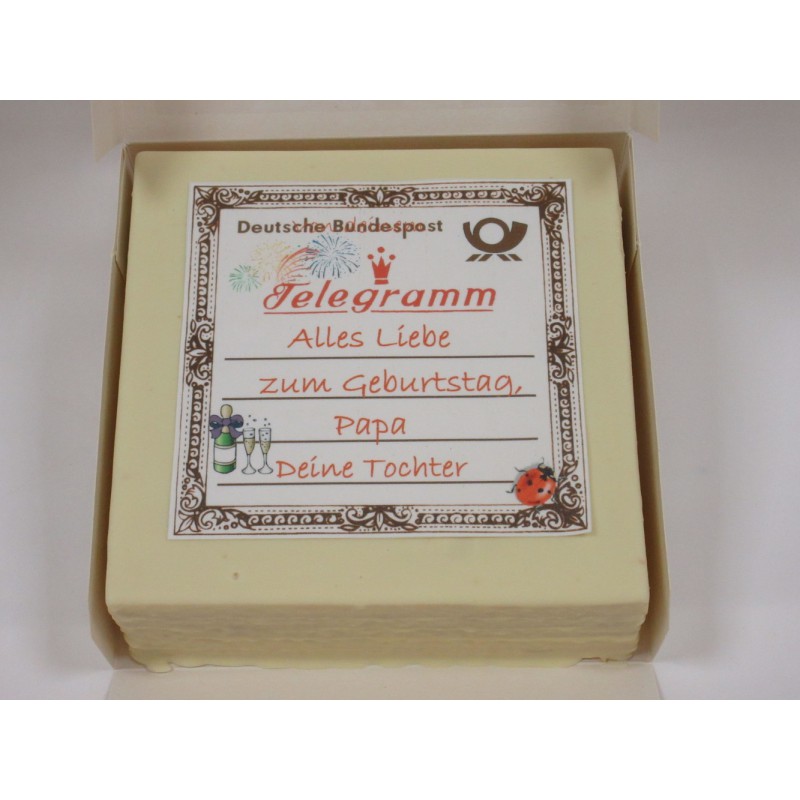 Deutsche Bundespost
Telegramm
Alles Liebe
zum Geburtstag,
Papa
Deine Tochter